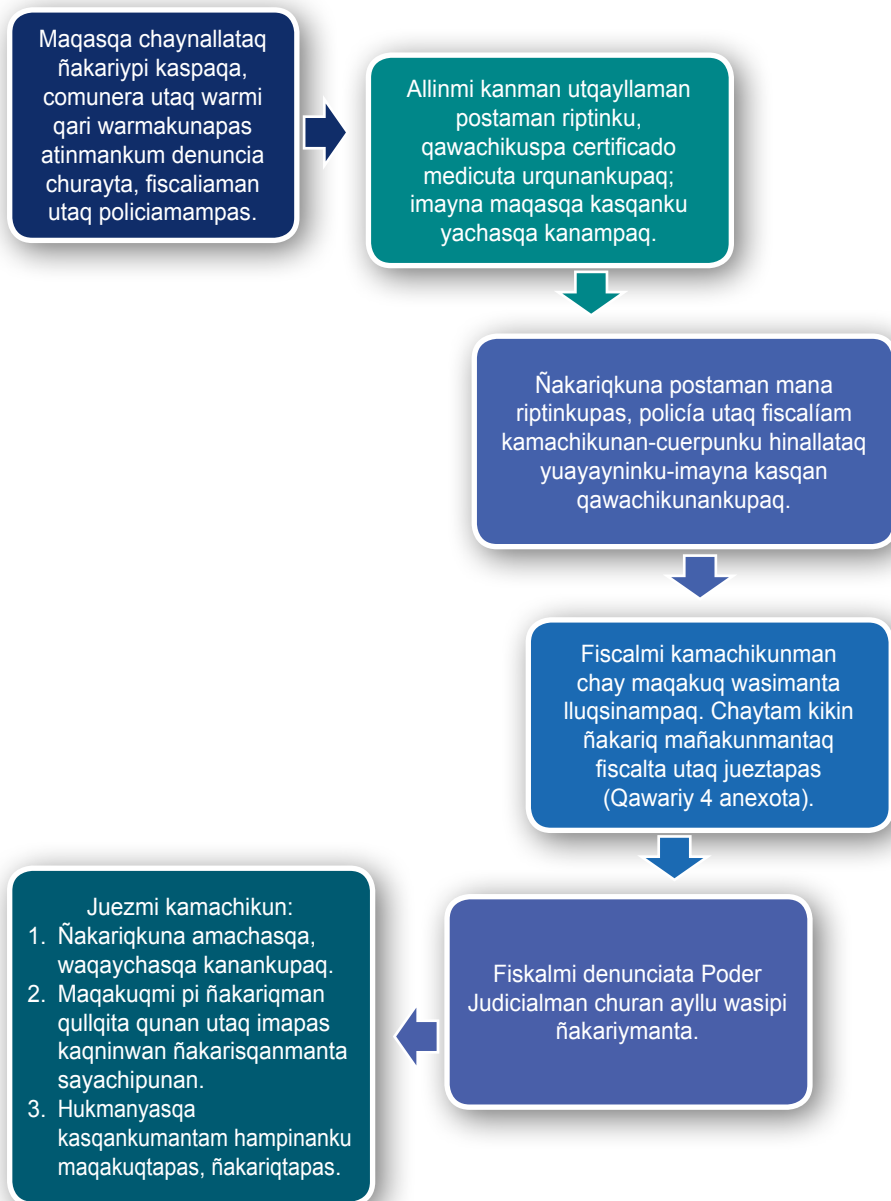 Maqasqa chaynallataq
ñakariypi kaspaqa,
comunera utaq warmi
qari warmakunapas
atinmankum denuncia
churayta, fiscaliaman
utaq policiamampas.
Allinmi kanman utqayllaman
postaman riptinku,
qawachikuspa certificado
medicuta urqunankupaq;
imayna maqasqa kasqanku
yachasqa kanampaq.
Ñakariqkuna postaman mana
riptinkupas, policía utaq fiscalíam
kamachikunan-cuerpunku hinallataq
yuayayninku-imayna kasqan
qawachikunankupaq.
Fiscalmi kamachikunman
chay maqakuq wasimanta
lluqsinampaq. Chaytam kikin
ñakariq mañakunmantaq
fiscalta utaq jueztapas
(Qawariy 4 anexota).
Fiskalmi denunciata Poder
Judicialman churan ayllu wasipi
ñakariymanta.
Juezmi kamachikun:
1. Ñakariqkuna amachasqa,
waqaychasqa kanankupaq.
2. Maqakuqmi pi ñakariqman
qullqita qunan utaq imapas
kaqninwan ñakarisqanmanta
sayachipunan.
3. Hukmanyasqa
kasqankumantam hampinanku
maqakuqtapas, ñakariqtapas.